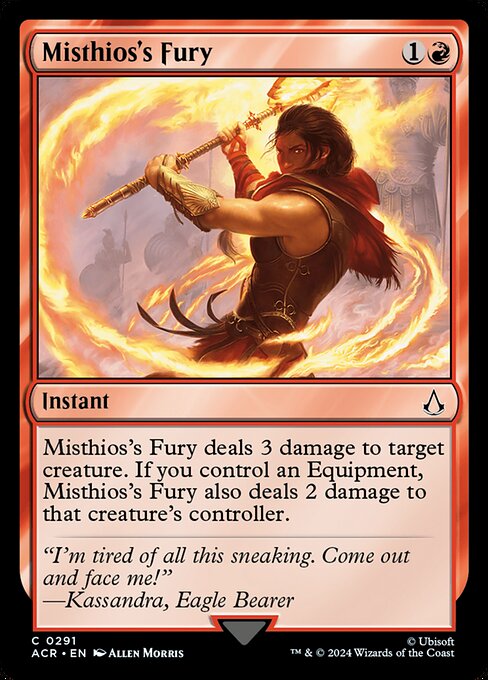 Misthios's Fury 1
Instant
Misthios's Fury deals 3 damage to target
creature. If you control an Equipment,
Misthios's Fury also deals 2 damage to
that creature's controller.
“I'm tired of all this sneaking. Come out
and face me!”
—Kassandra, Eagle Bearer
C 0291 © Ubisoft
ACR • EN Allen Morris ™ & © 2024 Wizards of the Coast